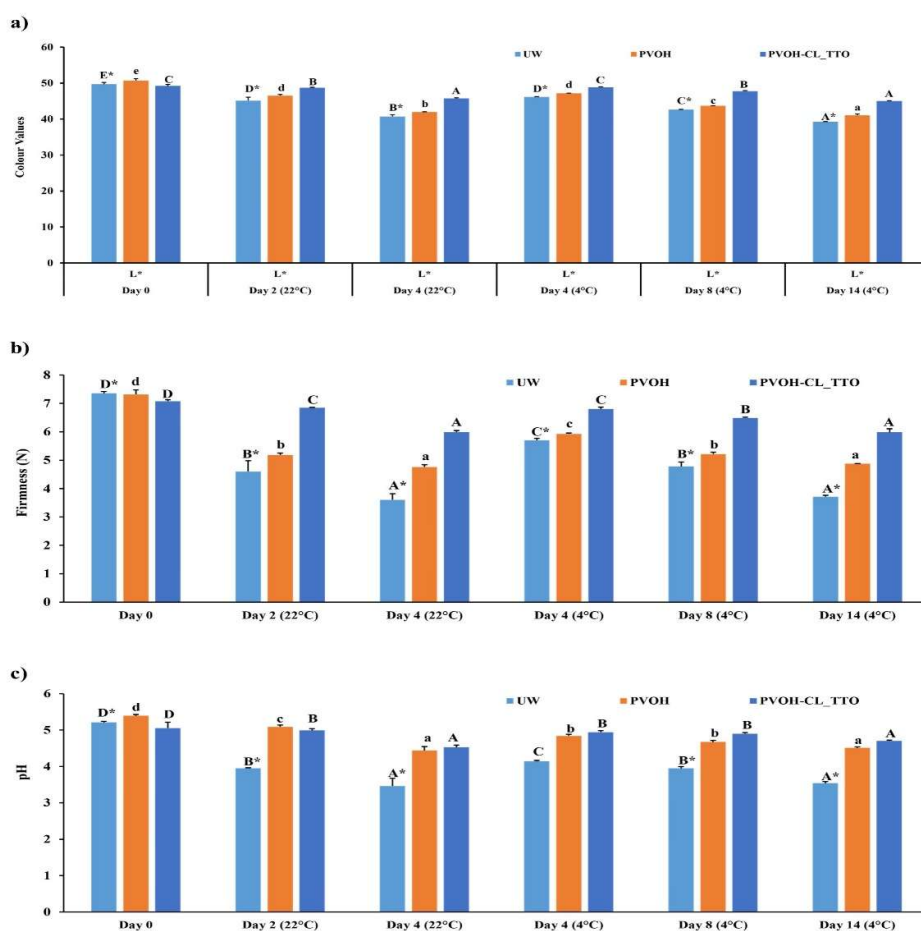 a)
60
50
40
30
20
10
0
Colour Values
UW PVOH PVOH-CL_TTO
E* e C D* d B B* b A D* d C C* c B A* a A
L* L* L* L* L* L*
Day 0 Day 2 (22°C) Day 4 (22°C) Day 4 (4°C) Day 8 (4°C) Day 14 (4°C)
b)
8
7
6
5
4
3
2
1
0
Firmness (N)
UW PVOH PVOH-CL_TTO
D* d D B* b C A* a A C* c C B* b B A* a A
Day 0 Day 2 (22°C) Day 4 (22°C) Day 4 (4°C) Day 8 (4°C) Day 14 (4°C)
c)
6
5
4
3
2
1
0
pH
UW PVOH PVOH-CL_TTO
D* d D B* c B A* a A C b B B* b B A* a A
Day 0 Day 2 (22°C) Day 4 (22°C) Day 4 (4°C) Day 8 (4°C) Day 14 (4°C)